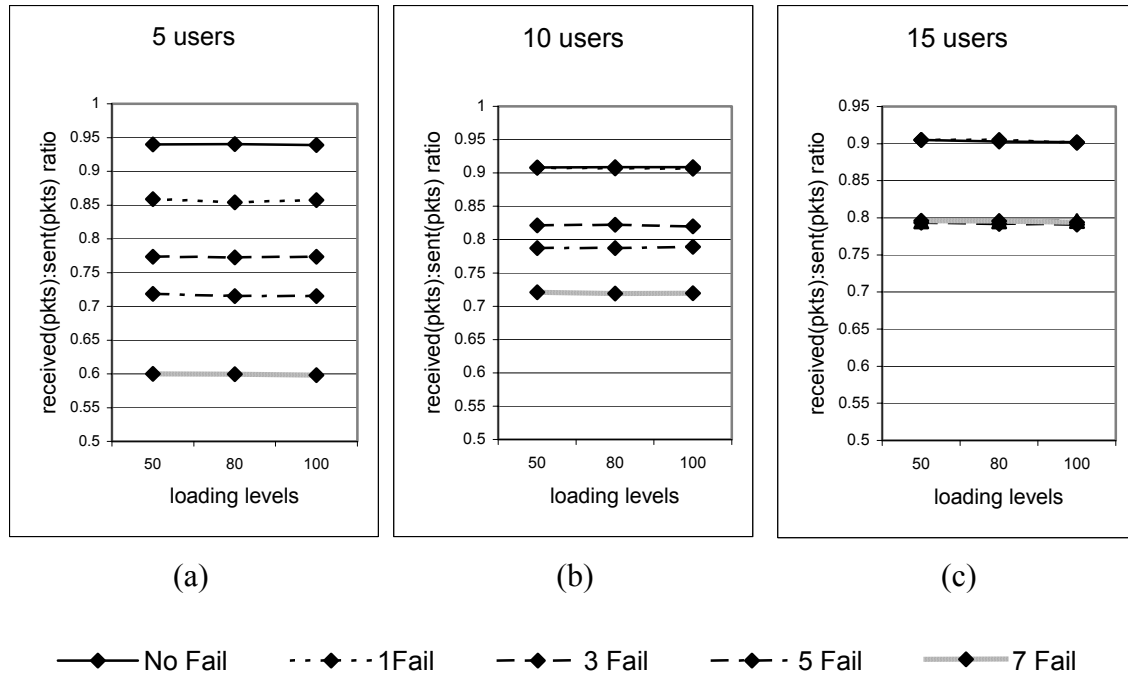 5 users
received(pkts):sent(pkts) ratio
1
0.95
0.9
0.85
0.8
0.75
0.7
0.65
0.6
0.55
0.5
50 80 100
loading levels
(a)
10 users
received(pkts):sent(pkts) ratio
1
0.95
0.9
0.85
0.8
0.75
0.7
0.65
0.6
0.55
0.5
50 80 100
loading levels
(b)
15 users
received(pkts):sent(pkts) ratio
0.95
0.9
0.85
0.8
0.75
0.7
0.65
0.6
0.55
0.5
50 80 100
loading levels
(c)
No Fail 1Fail 3 Fail 5 Fail 7 Fail